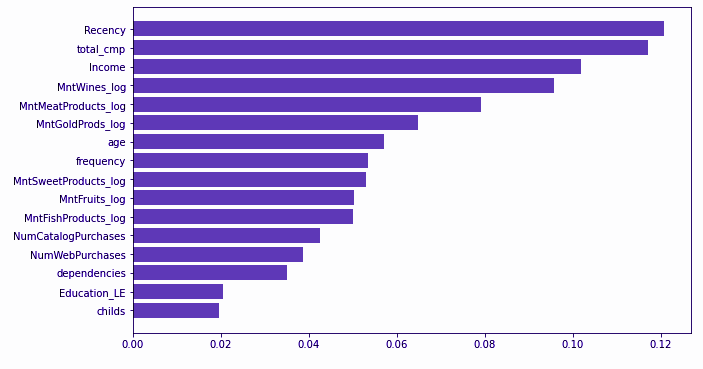 Recency
total_cmp
Income
MntWines_log
MntMeatProducts_log
MntGoldProds_log
age
frequency
MntSweetProducts_log
MntFruits_log
MntFishProducts_log
NumCatalogPurchases
NumWebPurchases
dependencies
Education_LE
childs
0.00 0.02 0.04 0.06 0.08 0.10 0.12